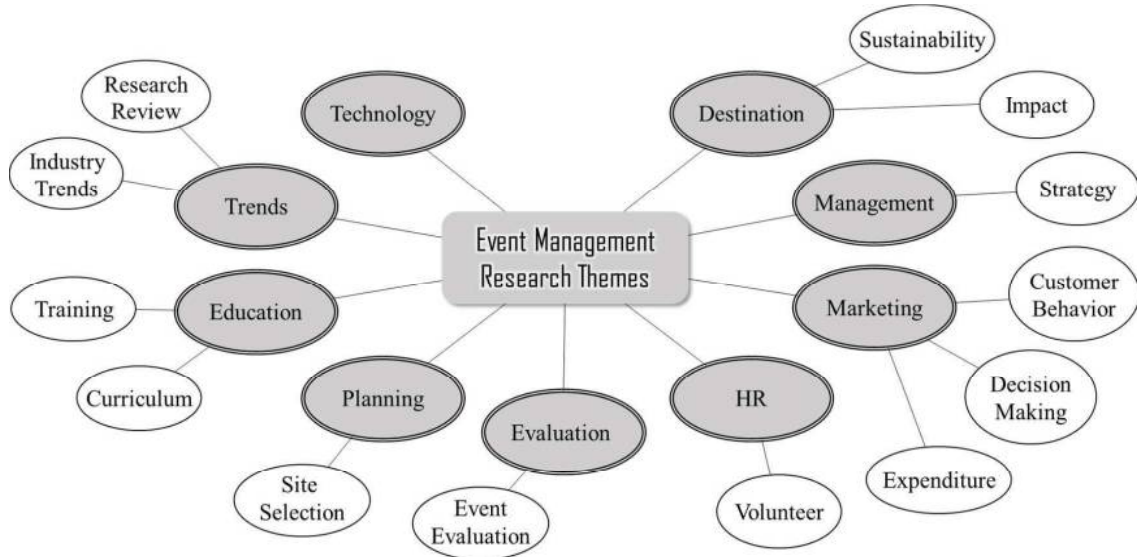 Sustainability
Research
Review
Technology
Destination
Impact
Industry
Trends
Trends
Management
Strategy
Event Management
Research Themes
Customer
Behavior
Training
Education
Marketing
Curriculum
Planning
Evaluation
HR
Decision
Making
Site
Selection
Event
Evaluation
Volunteer
Expenditure